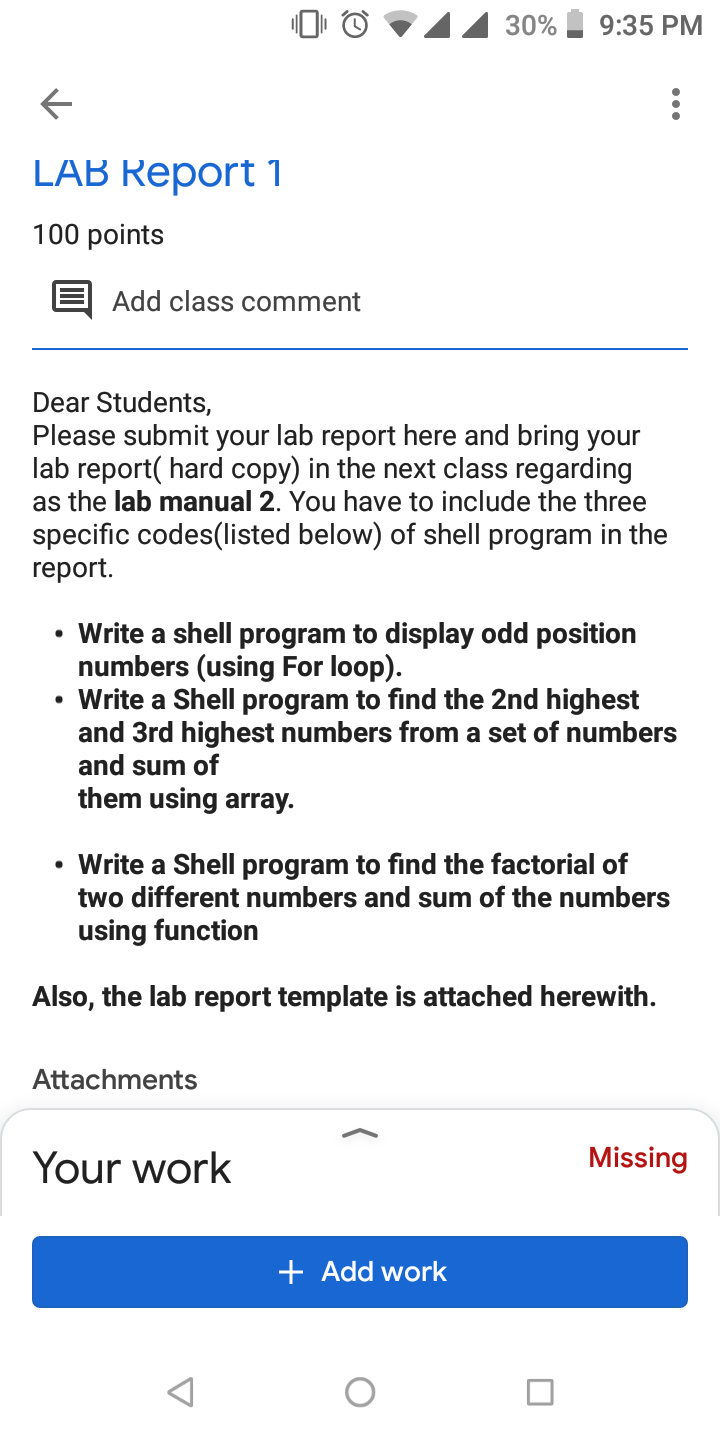 30% 9:35 PM
LAB Report 1
100 points
Add class comment
Dear Students,
Please submit your lab report here and bring your
lab report( hard copy) in the next class regarding
as the lab manual 2. You have to include the three
specific codes(listed below) of shell program in the
report.
• Write a shell program to display odd position
numbers (using For loop).
• Write a Shell program to find the 2nd highest
and 3rd highest numbers from a set of numbers
and sum of
them using array.
• Write a Shell program to find the factorial of
two different numbers and sum of the numbers
using function
Also, the lab report template is attached herewith.
Attachments
Your work
Missing
+ Add work